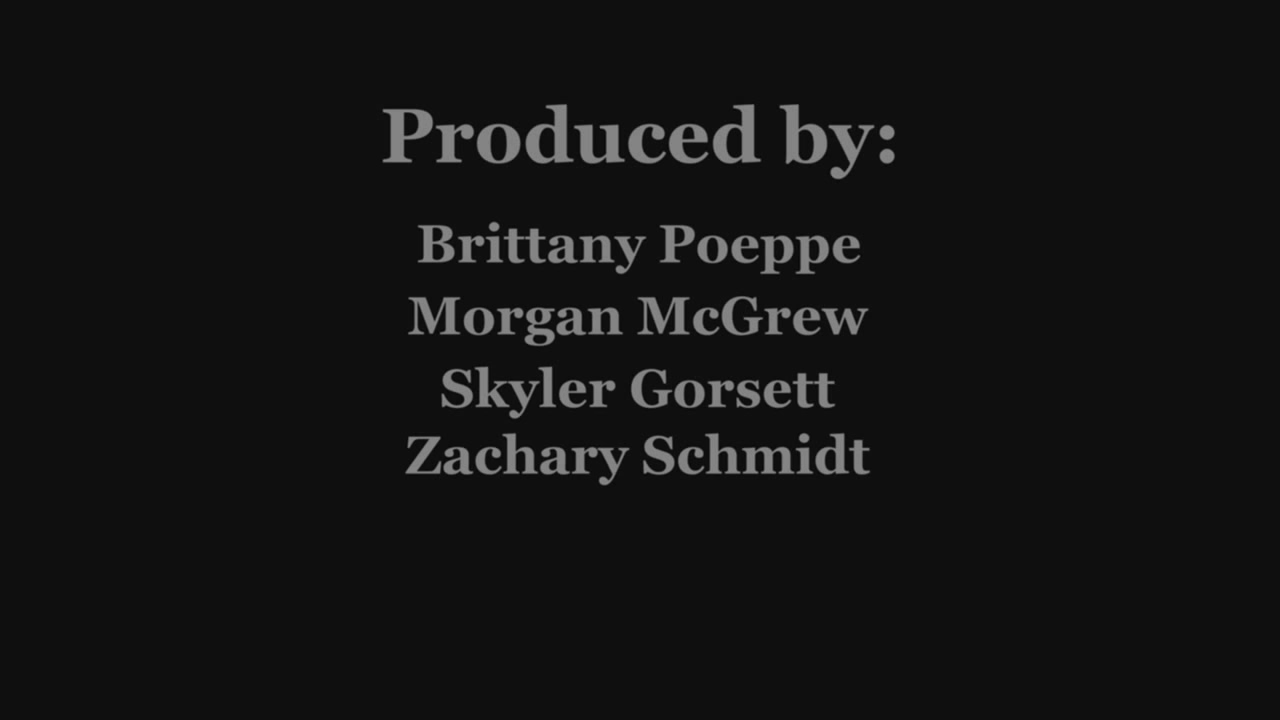 Produced by:
Brittany Poeppe
Morgan McGrew
Skyler Gorsett
Zachary Schmidt